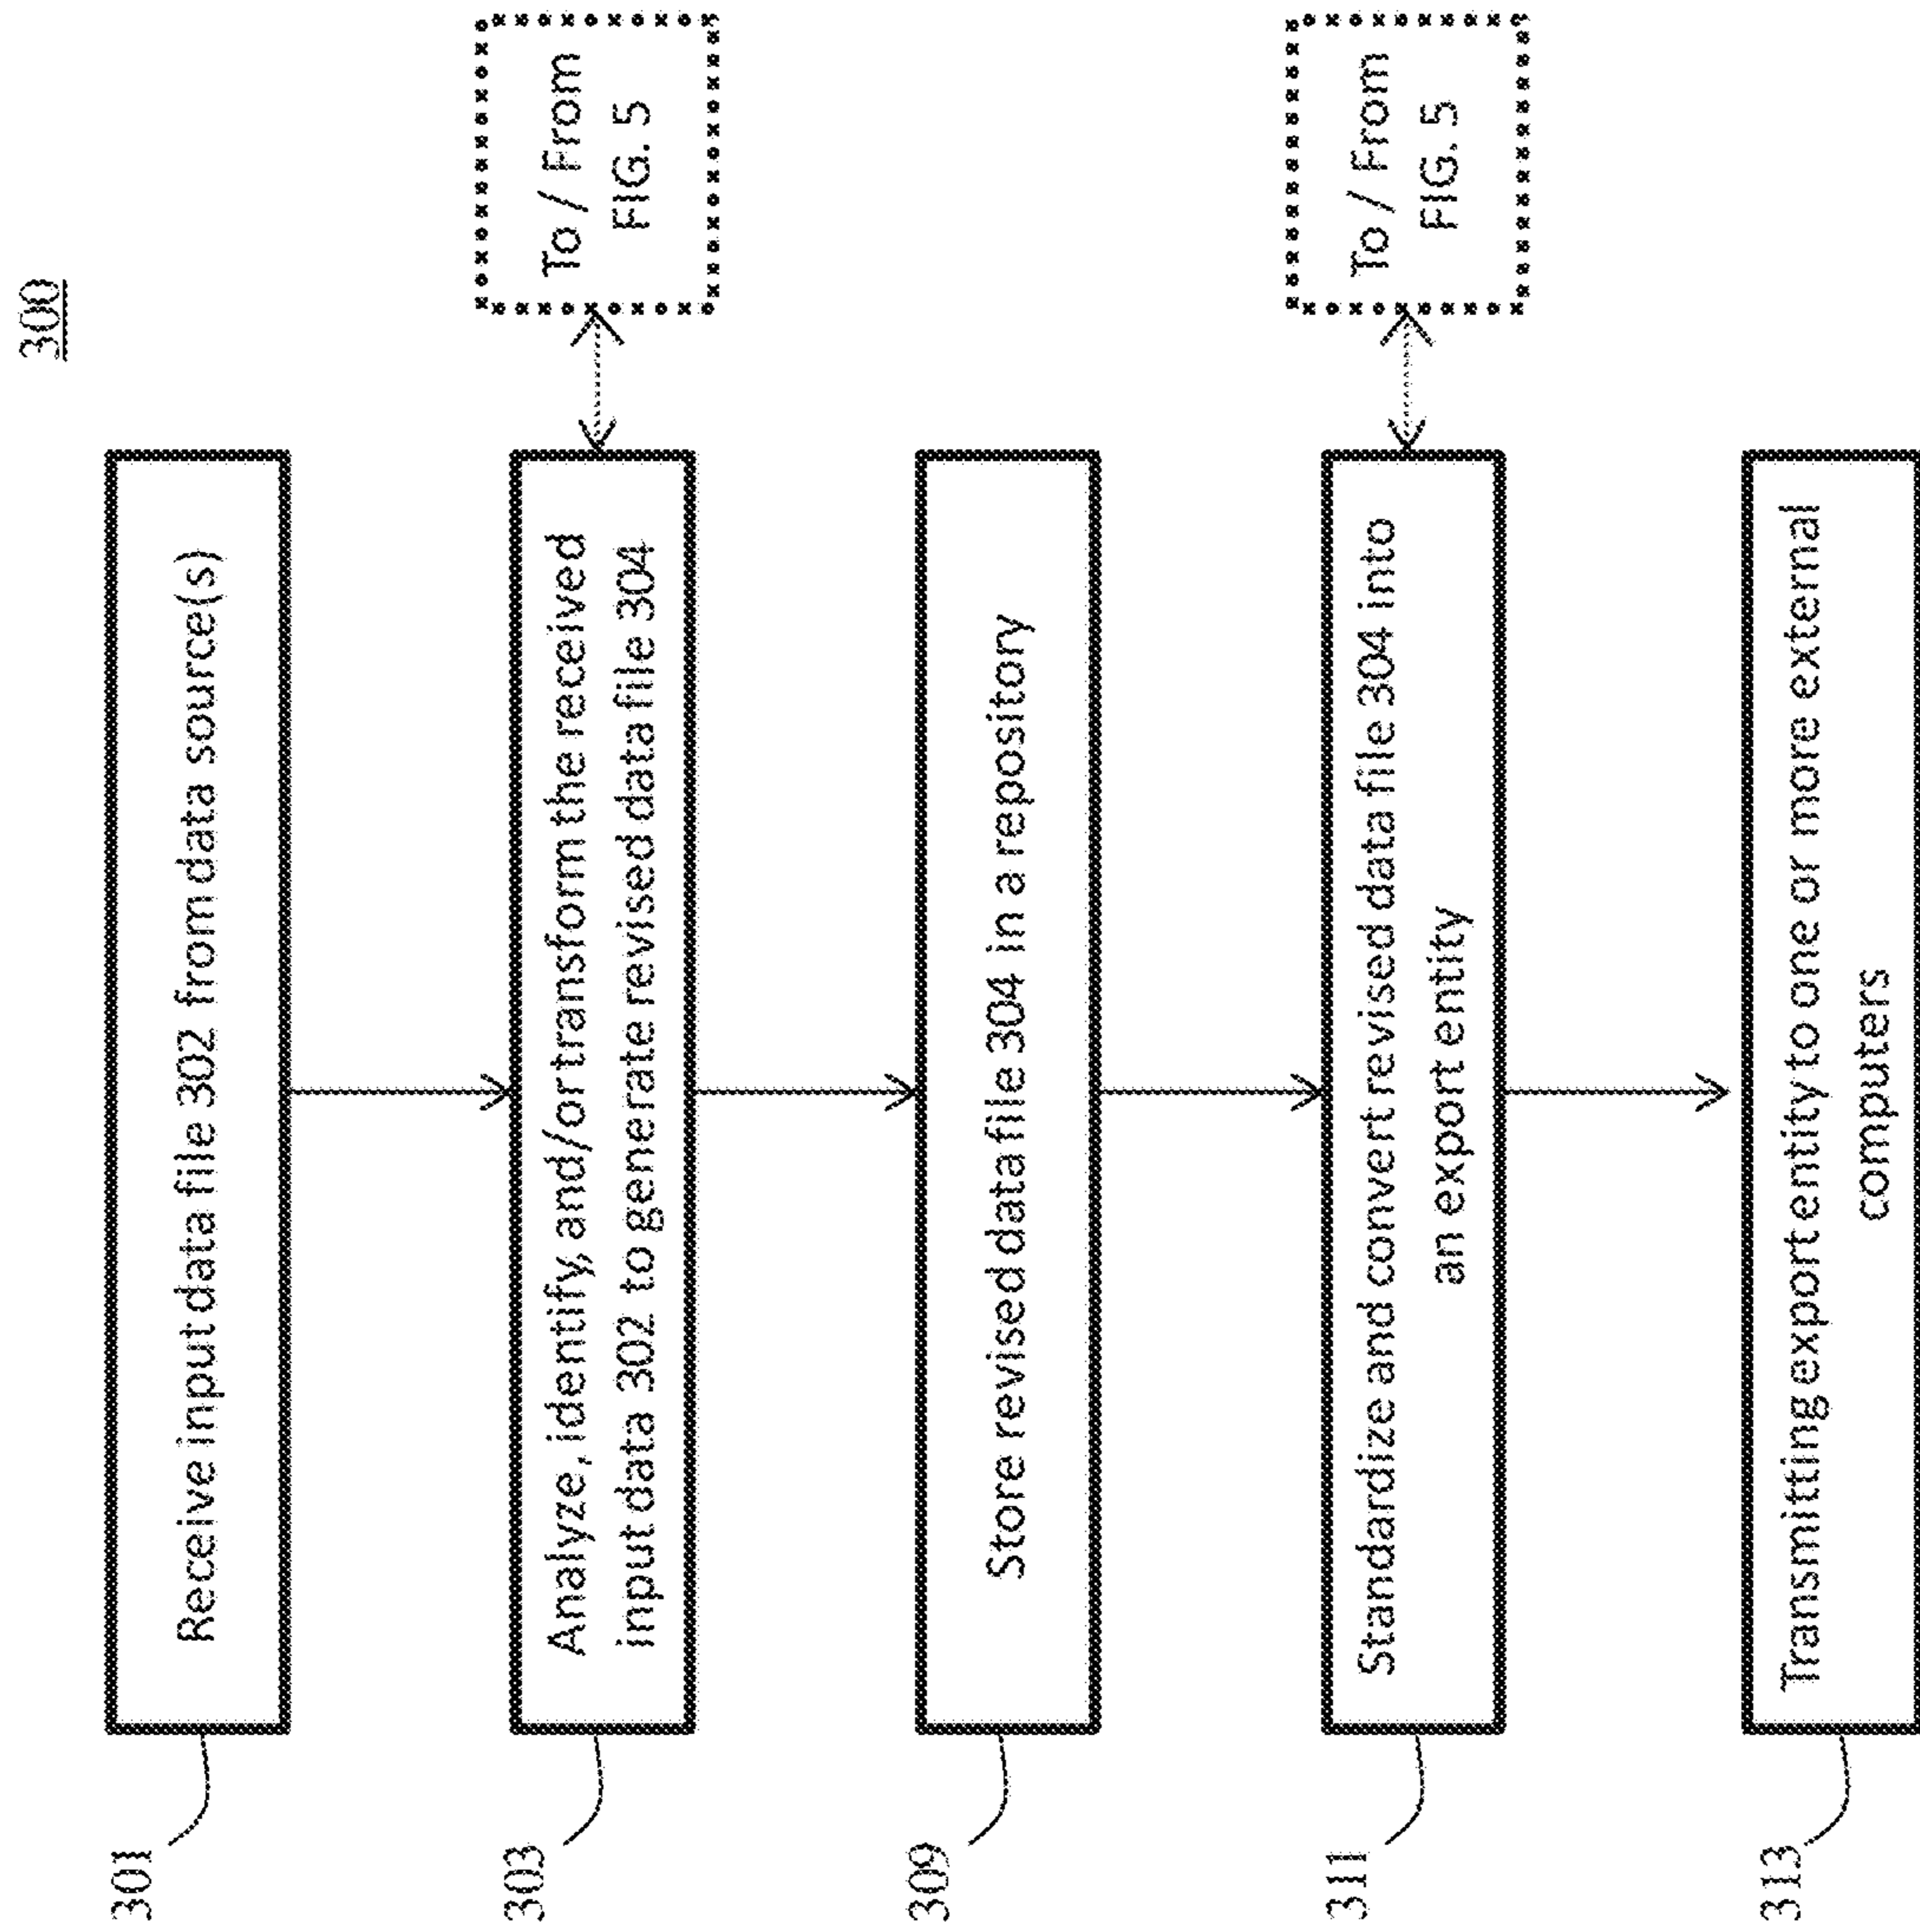 300
301
Receive input data file 302 from data source(s)
303
Analyze, identify, and/or transform the received
input data 302 to generate revised data file 304
To / From
FIG. 5
309
Store revised data file 304 in a repository
311
Standardize and convert revised data file 304 into
an export entity
To / From
FIG. 5
313
Transmitting export entity to one or more external
computers